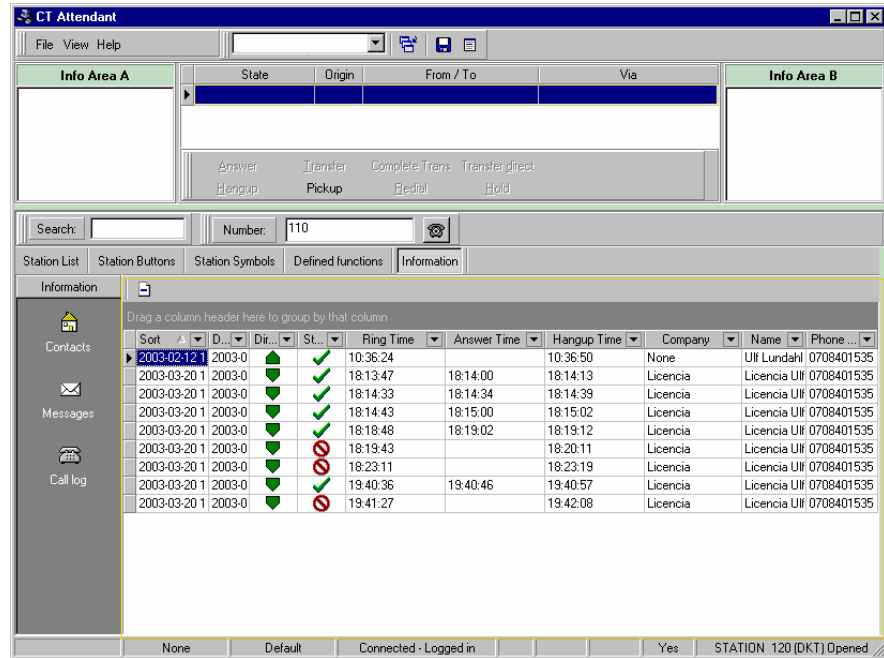 CT Attendant
File View Help
Info Area A
State Origin From / To Via
Info Area B
Answer Transfer Complete Trans Transfer direct
Hangup Pickup Redial Hold
Search: Number: 110
Station List Station Buttons Station Symbols Defined functions Information
Information
Drag a column header here to group by that column
Sort D... Dir... St... Ring Time Answer Time Hangup Time Company Name Phone ...
2003-02-12 1 2003-0 10:36:24 10:36:50 None Ulf Lundahl 0708401535
2003-03-20 1 2003-0 18:13:47 18:14:00 18:14:13 Licencia Licencia Ulf 0708401535
2003-03-20 1 2003-0 18:14:33 18:14:34 18:14:39 Licencia Licencia Ulf 0708401535
2003-03-20 1 2003-0 18:14:43 18:15:00 18:15:02 Licencia Licencia Ulf 0708401535
2003-03-20 1 2003-0 18:18:48 18:19:02 18:19:12 Licencia Licencia Ulf 0708401535
2003-03-20 1 2003-0 18:19:43 18:20:11 Licencia Licencia Ulf 0708401535
2003-03-20 1 2003-0 18:23:11 18:23:19 Licencia Licencia Ulf 0708401535
2003-03-20 1 2003-0 19:40:36 19:40:46 19:40:57 Licencia Licencia Ulf 0708401535
2003-03-20 1 2003-0 19:41:27 19:42:08 Licencia Licencia Ulf 0708401535
Contacts
Messages
Call log
None Default Connected - Logged in Yes STATION 120 (DKT) Opened